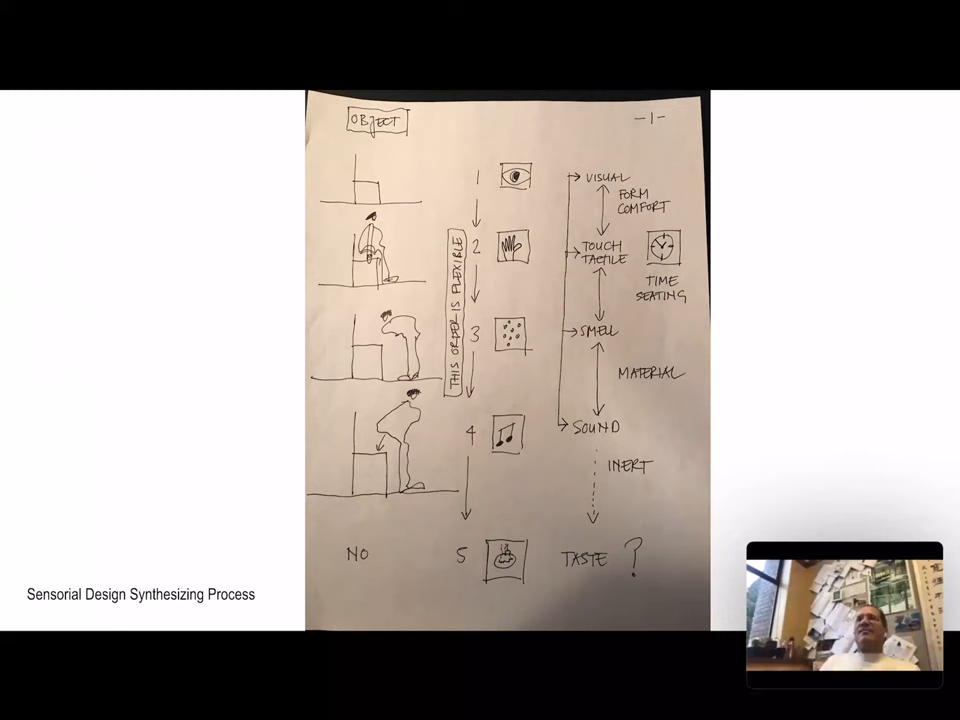 OBJECT
-1-
1
VISUAL
FORM
COMFORT
THIS ORDER IS FLEXIBLE
2
TOUCH
TACTILE
TIME
SEATING
3
SMELL
MATERIAL
4
SOUND
INERT
NO
5
TASTE ?
Sensorial Design Synthesizing Process